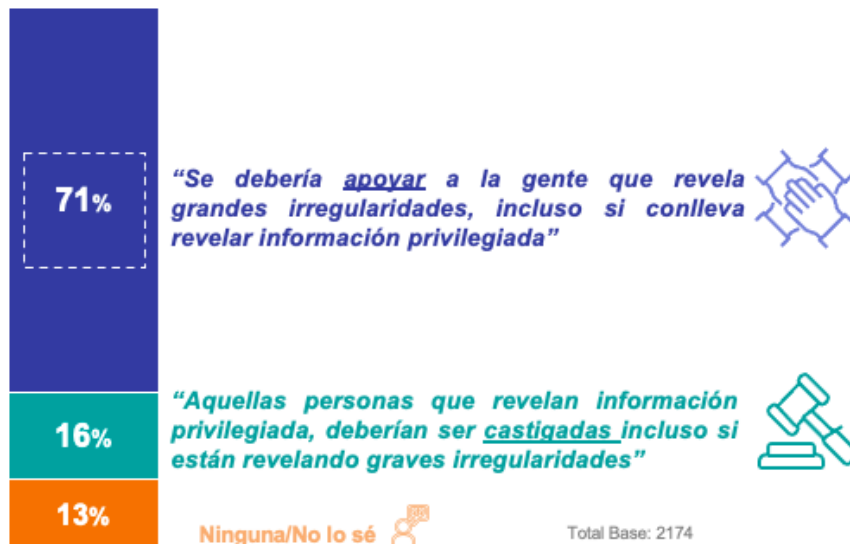 71%
“Se debería apoyar a la gente que revela
grandes irregularidades, incluso si conlleva
revelar información privilegiada”
16%
“Aquellas personas que revelan información
privilegiada, deberían ser castigadas incluso si
están revelando graves irregularidades”
13%
Ninguna/No lo sé
Total Base: 2174